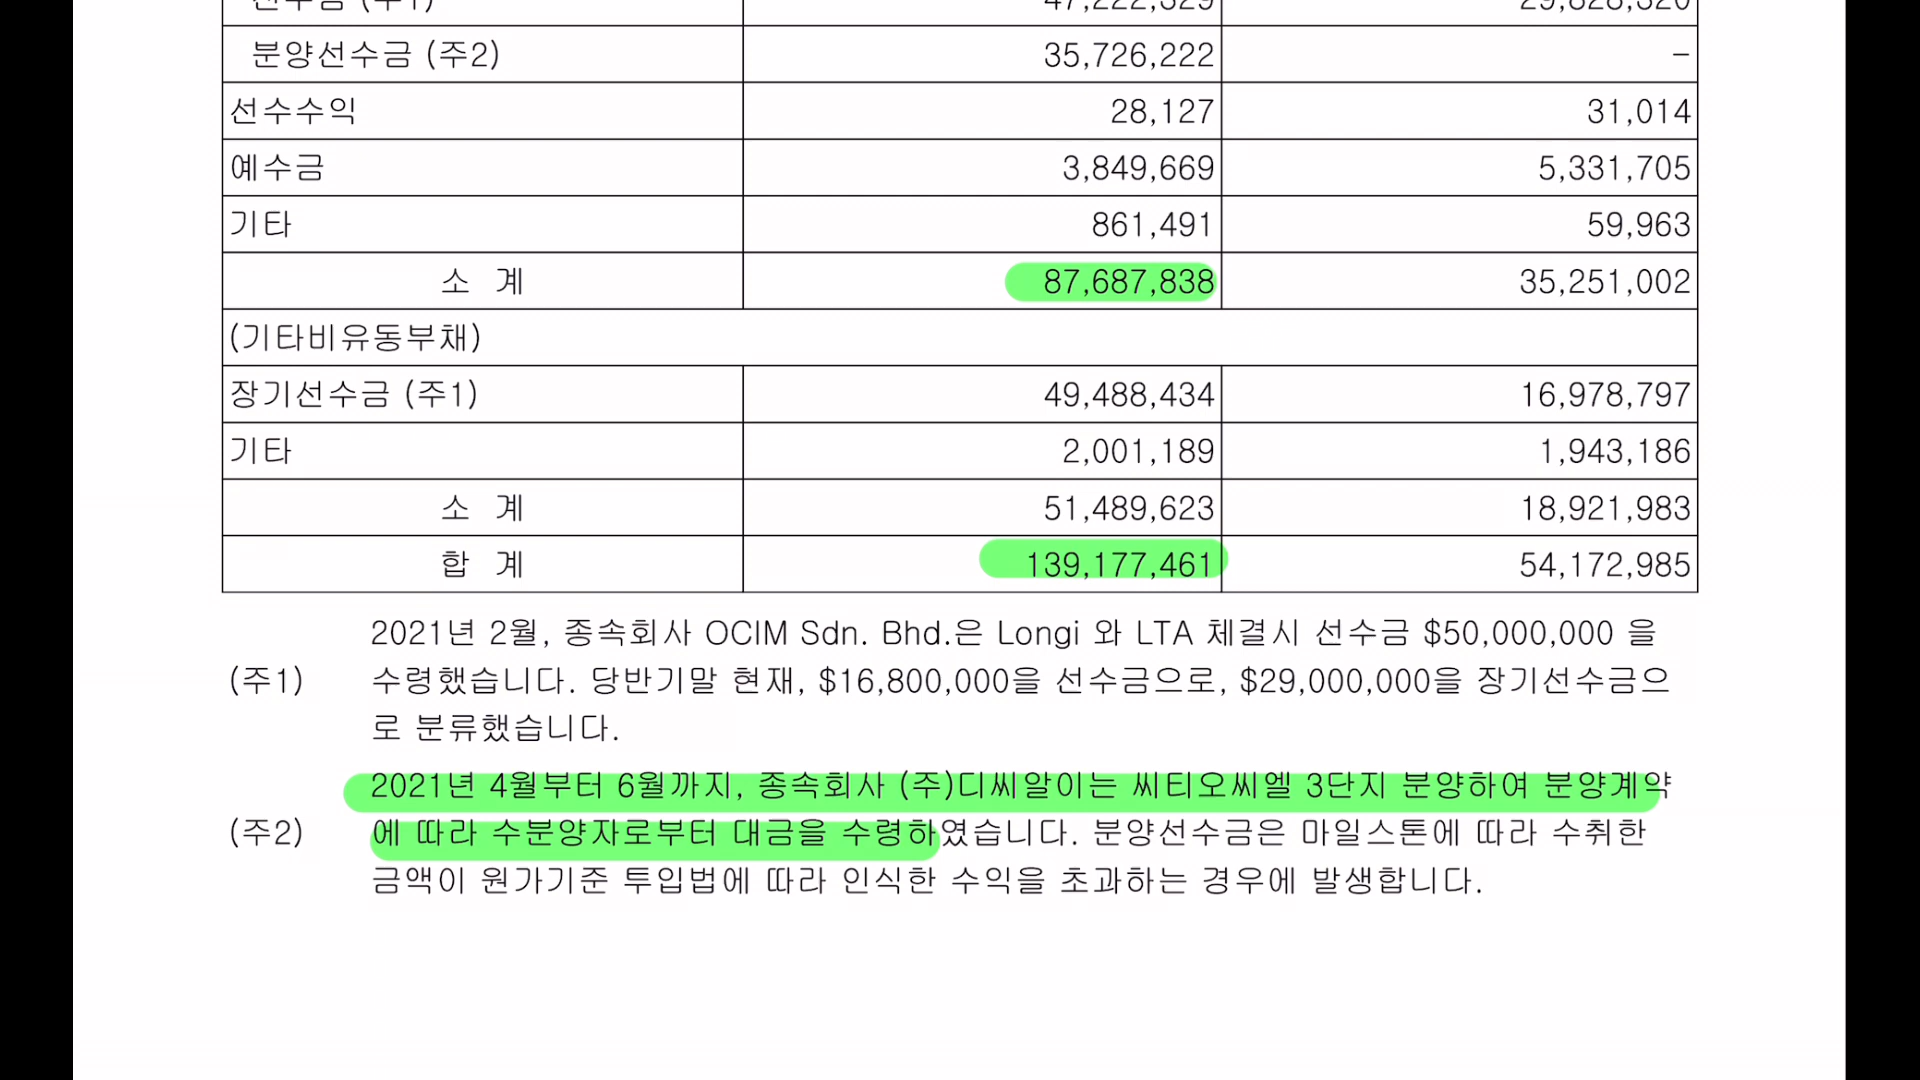 분양선수금 (주2) 35,726,222 –
선수수익 28,127 31,014
예수금 3,849,669 5,331,705
기타 861,491 59,963
소 계 87,687,838 35,251,002
(기타비유동부채)
장기선수금 (주1) 49,488,434 16,978,797
기타 2,001,189 1,943,186
소 계 51,489,623 18,921,983
합 계 139,177,461 54,172,985
2021년 2월, 종속회사 OCIM Sdn. Bhd.은 Longi 와 LTA 체결시 선수금 $50,000,000 을
(주1) 수령했습니다. 당반기말 현재, $16,800,000을 선수금으로, $29,000,000을 장기선수금으
로 분류했습니다.
2021년 4월부터 6월까지, 종속회사 (주)디씨알이는 씨티오씨엘 3단지 분양하여 분양계약
(주2) 에 따라 수분양자로부터 대금을 수령하였습니다. 분양선수금은 마일스톤에 따라 수취한
금액이 원가기준 투입법에 따라 인식한 수익을 초과하는 경우에 발생합니다.